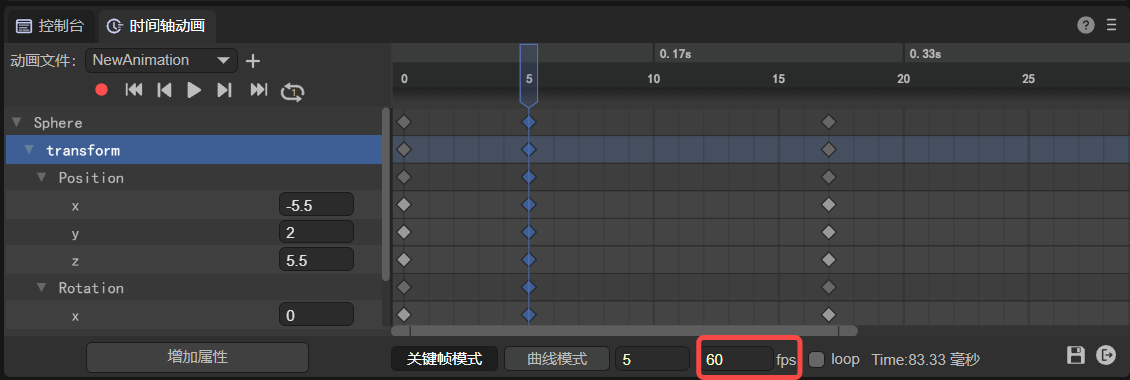 控制台 时间轴动画 ?
动画文件: NewAnimation
0.17s 0.33s
0 5 10 15 20 25
1
Sphere
transform
Position
x -5.5
y 2
z 5.5
Rotation
x 0
增加属性 关键帧模式 曲线模式 5 60 fps loop Time:83.33 毫秒